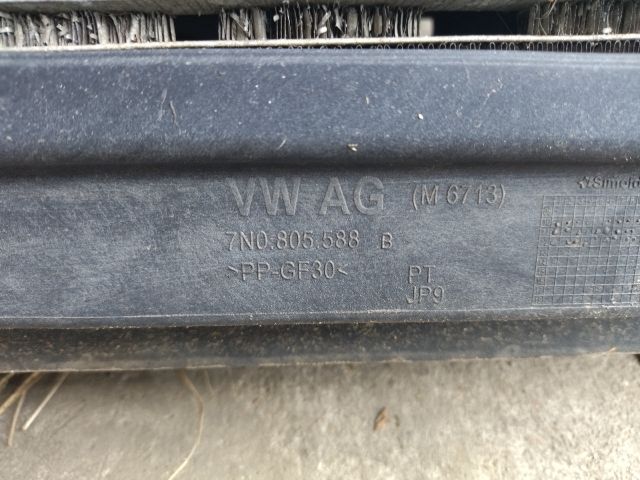 VW AG (M 6713)
7N0.805.588 B
>PP-GF30< PT
JP9